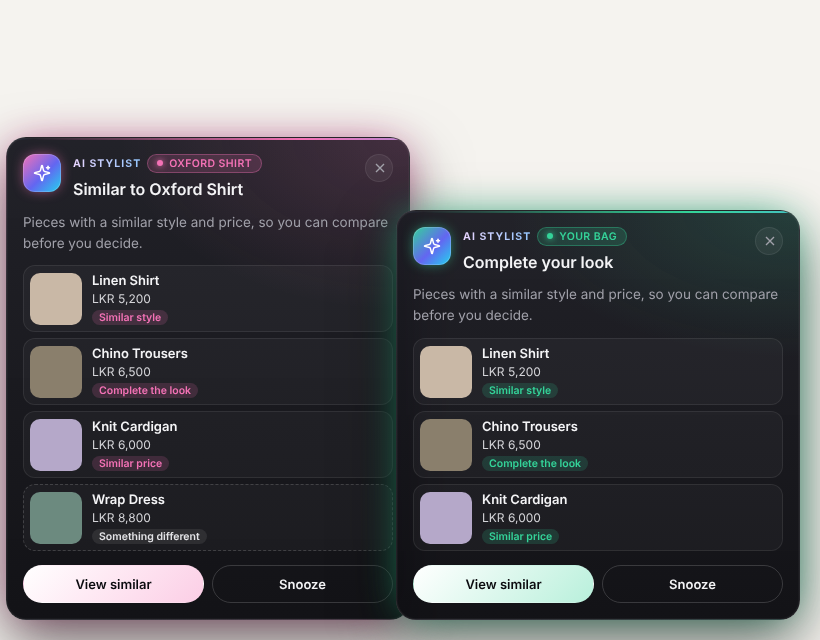 AI STYLIST
OXFORD SHIRT
Similar to Oxford Shirt
Pieces with a similar style and price, so you can compare
before you decide.
Linen Shirt
LKR 5,200
Similar style
Chino Trousers
LKR 6,500
Complete the look
Knit Cardigan
LKR 6,000
Similar price
Wrap Dress
LKR 8,800
Something different
View similar
Snooze
AI STYLIST
YOUR BAG
Complete your look
Pieces with a similar style and price, so you can compare
before you decide.
Linen Shirt
LKR 5,200
Similar style
Chino Trousers
LKR 6,500
Complete the look
Knit Cardigan
LKR 6,000
Similar price
View similar
Snooze